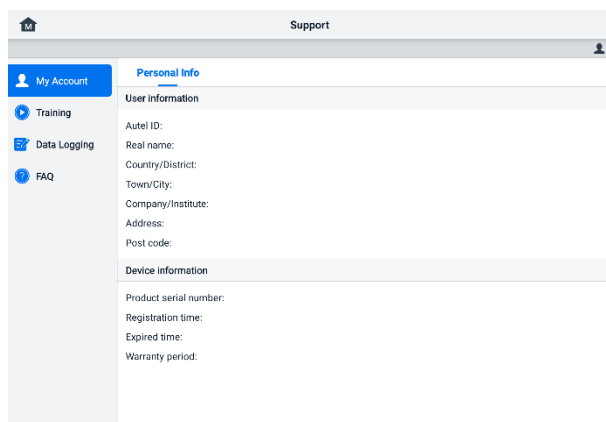 M
Support
My Account
Training
Data Logging
? FAQ
Personal Info
User information
Autel ID:
Real name:
Country/District:
Town/City:
Company/Institute:
Address:
Post code:
Device information
Product serial number:
Registration time:
Expired time:
Warranty period: